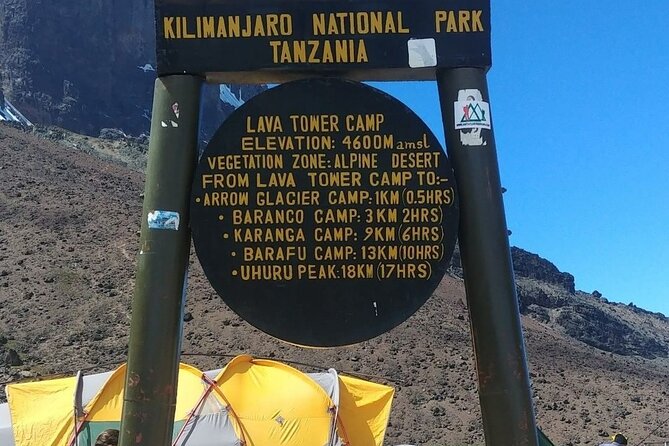 KILIMANJARO NATIONAL PARK
TANZANIA
LAVA TOWER CAMP
ELEVATION: 4600M amsl
VEGETATION ZONE: ALPINE DESERT
FROM LAVA TOWER CAMP TO:-
• ARROW GLACIER CAMP: 1KM (0.5HRS)
• BARANCO CAMP: 3KM 2HRS)
• KARANGA CAMP: 9KM (6HRS)
• BARAFU CAMP: 13KM (10HRS)
• UHURU PEAK: 18KM (17HRS)